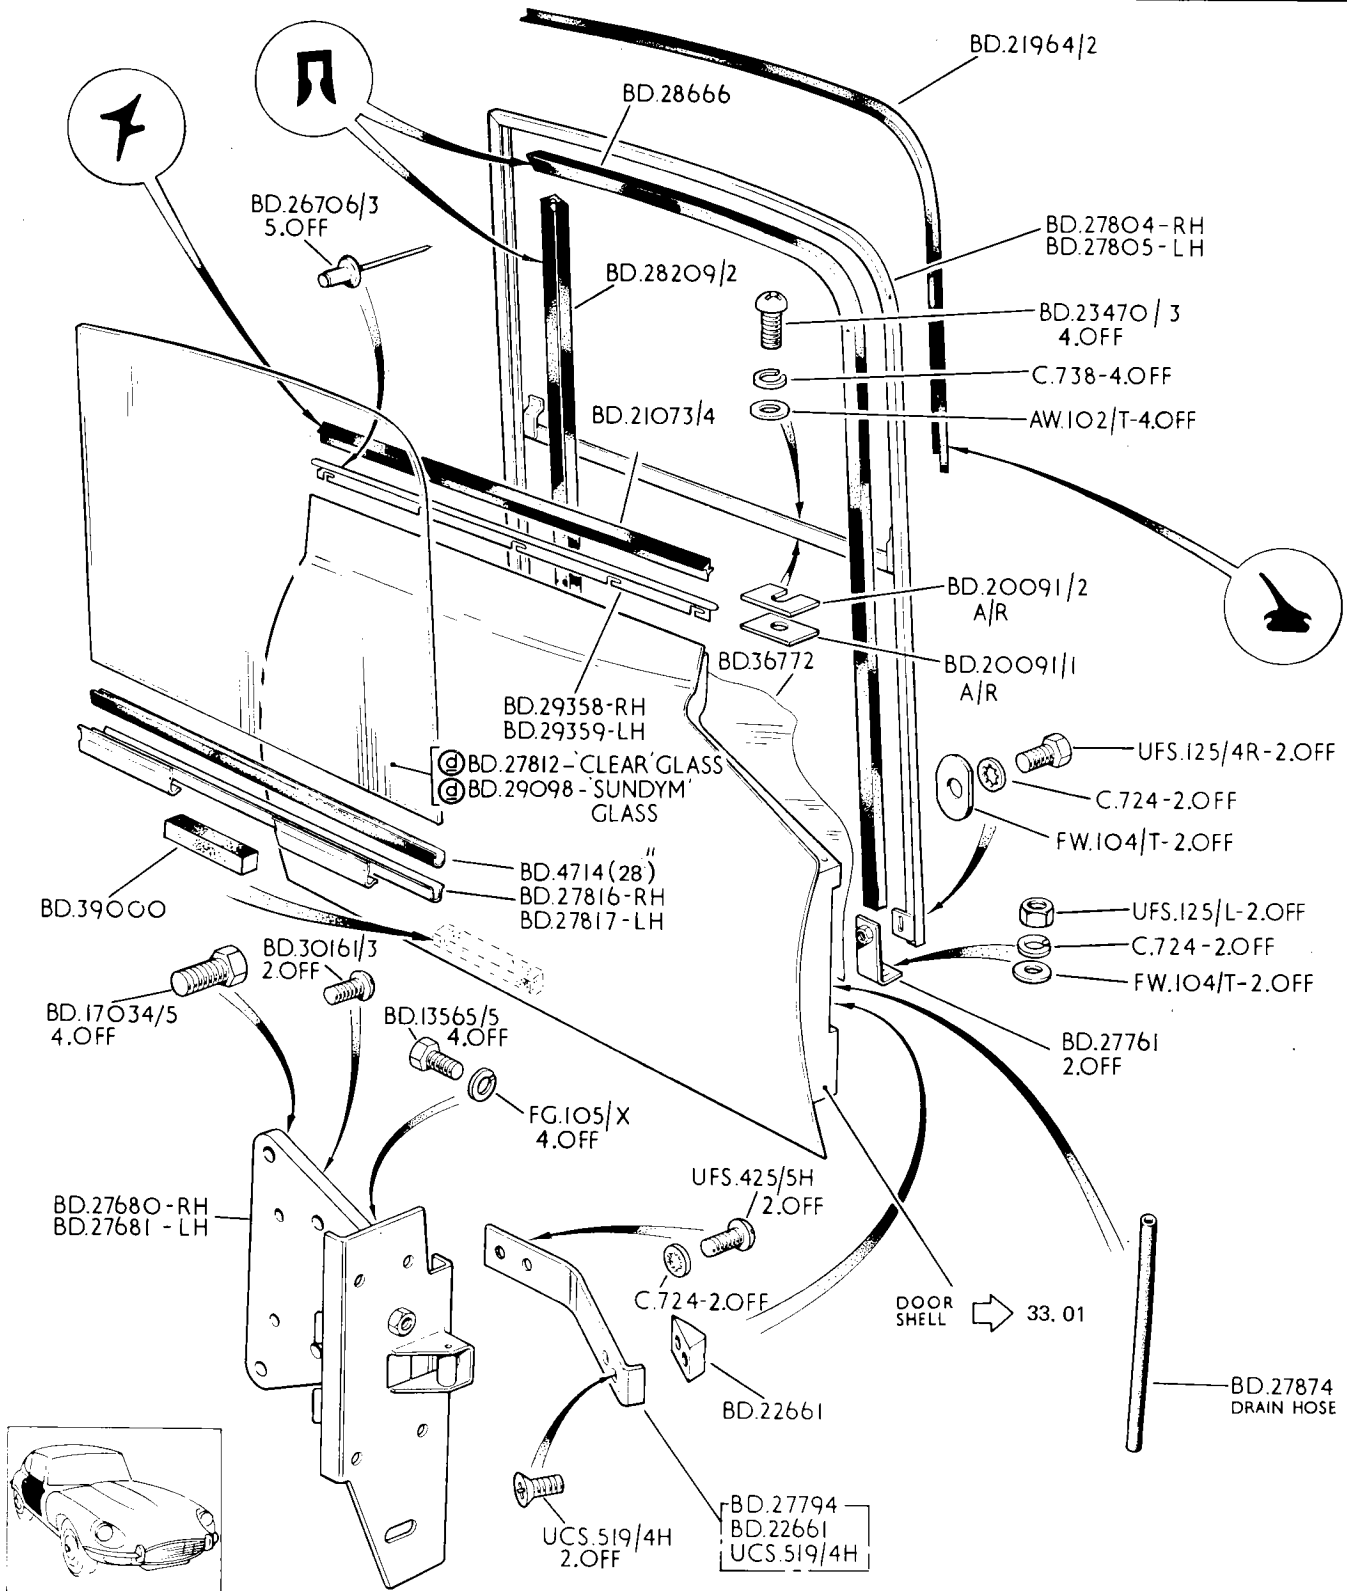 BD.21964/2
BD.28666
BD.26706/3
5.OFF
BD.27804-RH
BD.27805-LH
BD.28209/2
BD.23470/3
4.OFF
C.738-4.OFF
BD.21073/4
AW.102/T-4.OFF
BD.20091/2
A/R
BD.36772
BD.20091/1
A/R
BD.29358-RH
BD.29359-LH
UFS.125/4R-2.OFF
d BD.27812-'CLEAR' GLASS
d BD.29098-'SUNDYM'
GLASS
C.724-2.OFF
FW.104/T-2.OFF
BD.4714(28")
BD.27816-RH
BD.27817-LH
BD.39000
UFS.125/L-2.OFF
C.724-2.OFF
FW.104/T-2.OFF
BD.30161/3
2.OFF
BD.17034/5
4.OFF
BD.13565/5
4.OFF
BD.27761
2.OFF
FG.105/X
4.OFF
UFS.425/5H
2.OFF
BD.27680-RH
BD.27681-LH
C.724-2.OFF
DOOR
SHELL
33.01
BD.22661
BD.27874
DRAIN HOSE
UCS.519/4H
2.OFF
BD.27794
BD.22661
UCS.519/4H